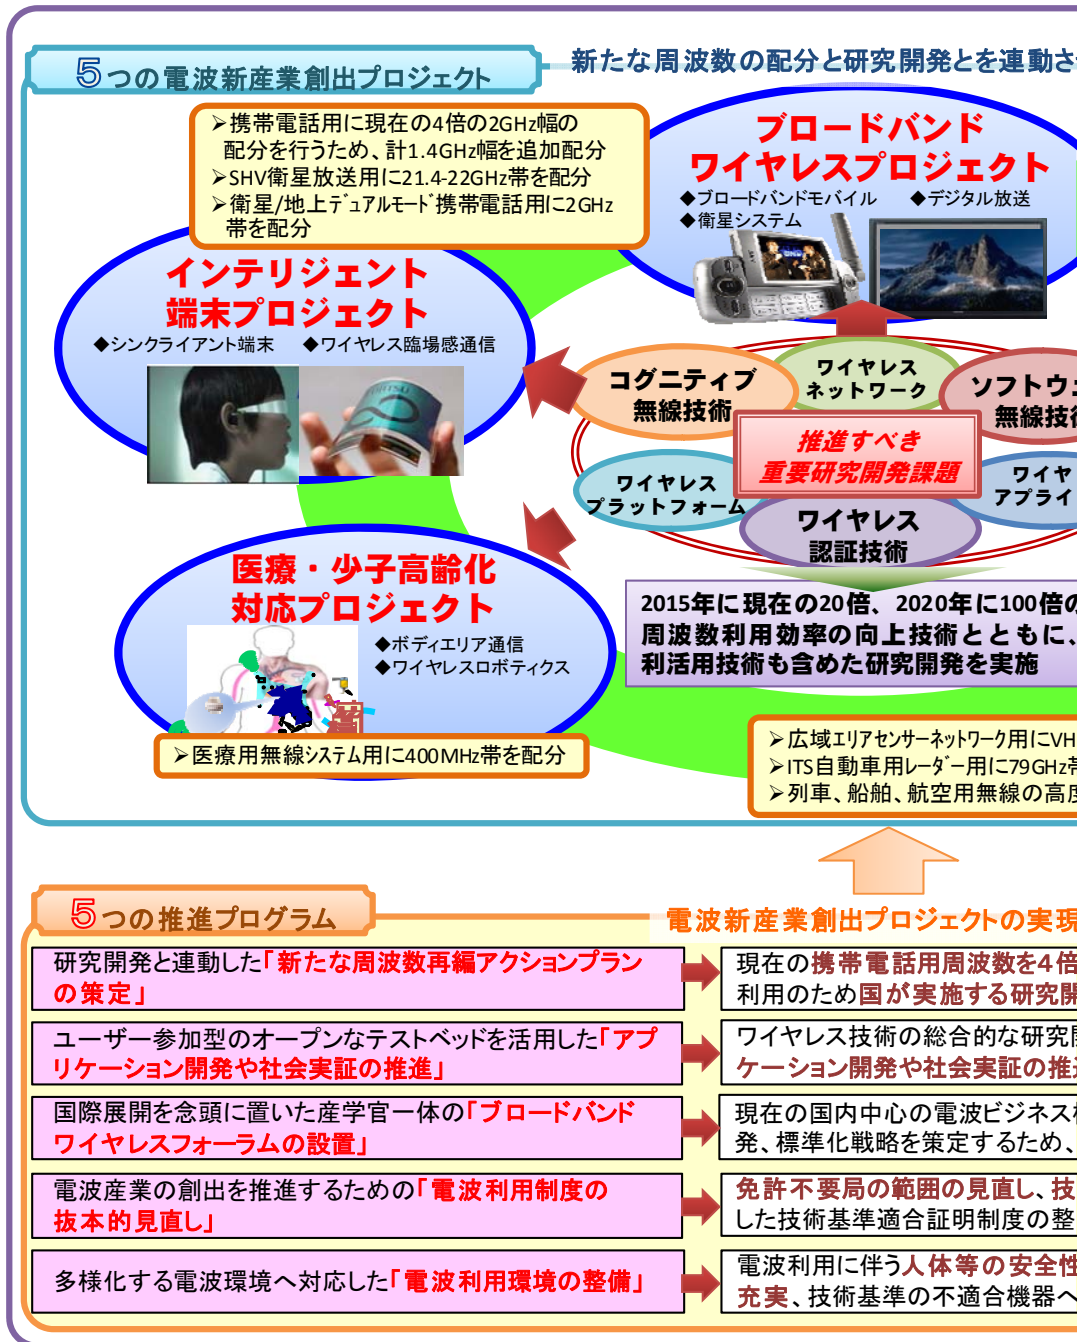 5つの電波新産業創出プロジェクト
新たな周波数の配分と研究開発とを連動さ
➢携帯電話用に現在の4倍の2GHz幅の
配分を行うため、計1.4GHz幅を追加配分
➢SHV衛星放送用に21.4-22GHz帯を配分
➢衛星/地上デュアルモード携帯電話用に2GHz
帯を配分
ブロードバンド
ワイヤレスプロジェクト
◆ブロードバンドモバイル ◆デジタル放送
◆衛星システム
インテリジェント
端末プロジェクト
◆シンクライアント端末 ◆ワイヤレス臨場感通信
コグニティブ
無線技術
ワイヤレス
ネットワーク
ソフトウェ
無線技術
推進すべき
重要研究開発課題
ワイヤレス
プラットフォーム
ワイヤレス
認証技術
ワイヤ
アプライ
2015年に現在の20倍、2020年に100倍の
周波数利用効率の向上技術とともに、
利活用技術も含めた研究開発を実施
医療・少子高齢化
対応プロジェクト
◆ボディエリア通信
◆ワイヤレスロボティクス
➢医療用無線システム用に400MHz帯を配分
➢広域エリアセンサーネットワーク用にVH
➢ITS自動車用レーダー用に79GHz帯
➢列車、船舶、航空用無線の高度
5つの推進プログラム
電波新産業創出プロジェクトの実現
研究開発と連動した「新たな周波数再編アクションプラン
の策定」
現在の携帯電話用周波数を4倍
利用のため国が実施する研究開
ユーザー参加型のオープンなテストベッドを活用した「アプ
リケーション開発や社会実証の推進」
ワイヤレス技術の総合的な研究開
ケーション開発や社会実証の推進
国際展開を念頭に置いた産学官一体の「ブロードバンド
ワイヤレスフォーラムの設置」
現在の国内中心の電波ビジネス
発、標準化戦略を策定するため、
電波産業の創出を推進するための「電波利用制度の
抜本的見直し」
免許不要局の範囲の見直し、技
した技術基準適合証明制度の整
多様化する電波環境へ対応した「電波利用環境の整備」
電波利用に伴う人体等の安全性
充実、技術基準の不適合機器へ